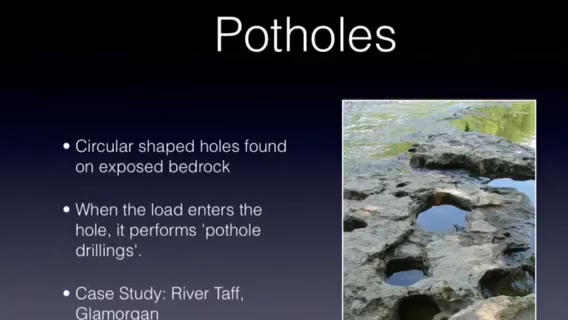 Potholes
• Circular shaped holes found
on exposed bedrock
• When the load enters the
hole, it performs 'pothole
drillings'.
• Case Study: River Taff,
Glamorgan